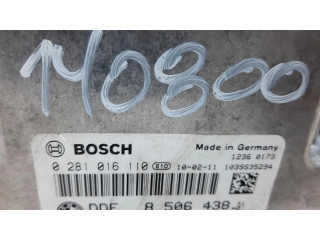 140800
BOSCH
Made in Germany
1236 0173
0 281 016 110 810 10-02-11 1039S35294
DDE 8 506 438